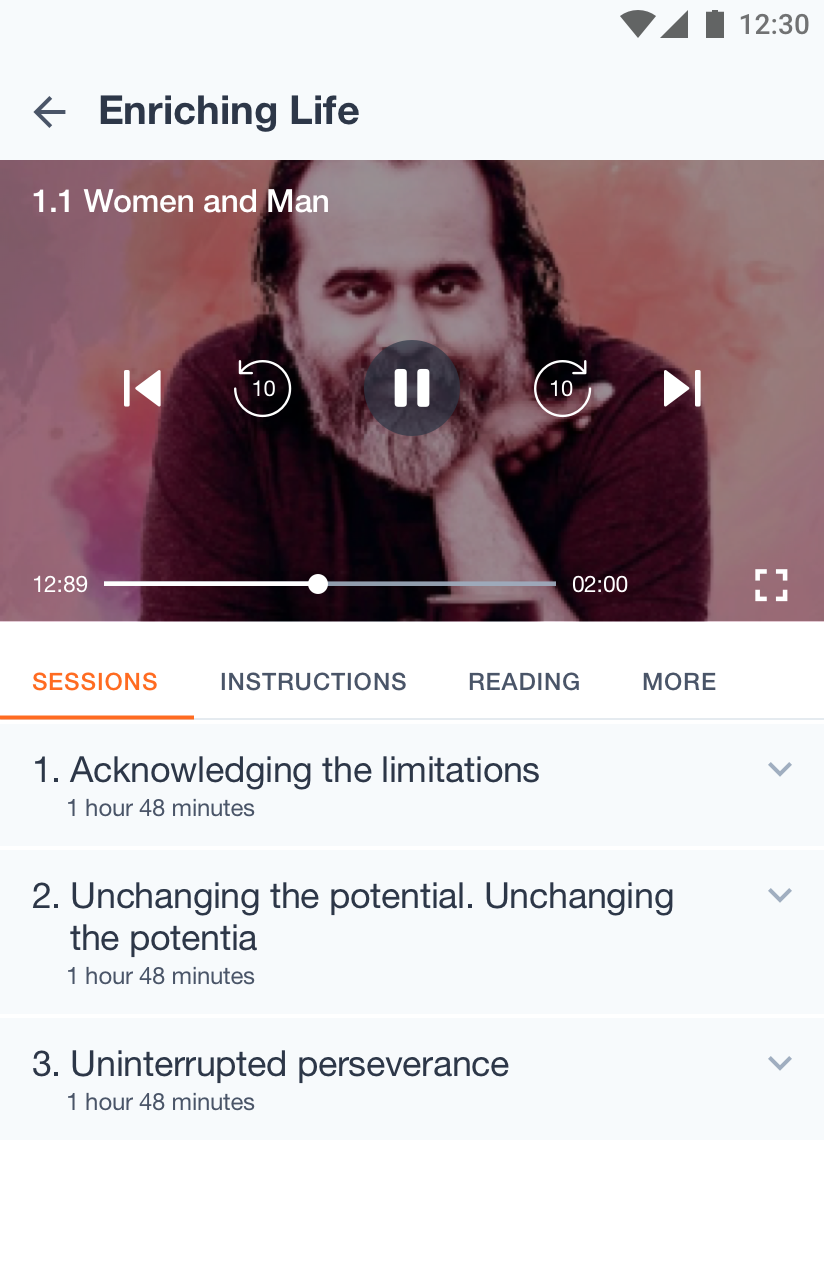 12:30
Enriching Life
1.1 Women and Man
10
10
12:89
02:00
SESSIONS
INSTRUCTIONS
READING
MORE
1. Acknowledging the limitations
1 hour 48 minutes
2. Unchanging the potential. Unchanging
the potentia
1 hour 48 minutes
3. Uninterrupted perseverance
1 hour 48 minutes